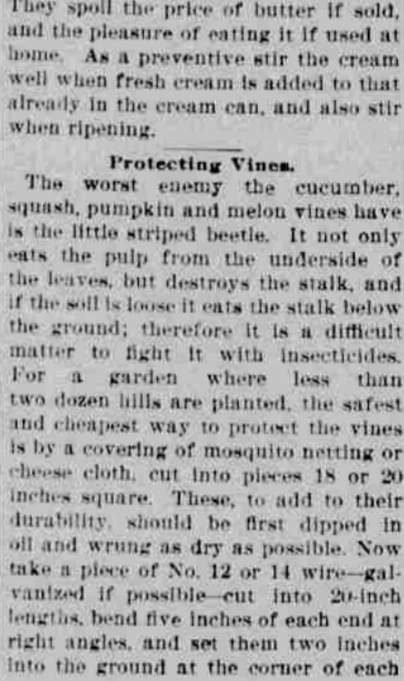 They spoil the price of butter if sold,
and the pleasure of eating it if used at
home. As a preventive stir the cream
well when fresh cream is added to that
already in the cream can, and also stir
when ripening.
Protecting Vines.
The worst enemy the cucumber,
squash, pumpkin and melon vines have
is the little striped beetle. It not only
eats the pulp from the underside of
the leaves, but destroys the stalk, and
if the soil is loose it eats the stalk below
the ground; therefore it is a difficult
matter to fight it with insecticides.
For a garden where less than
two dozen hills are planted, the safest
and cheapest way to protect the vines
is by a covering of mosquito netting or
cheese cloth, cut into pieces 18 or 20
inches square. These, to add to their
durability, should be first dipped in
oil and wrung as dry as possible. Now
take a piece of No. 12 or 14 wire—gal-
vanized if possible—cut into 20-inch
lengths, bend five inches of each end at
right angles, and set them two inches
into the ground at the corner of each